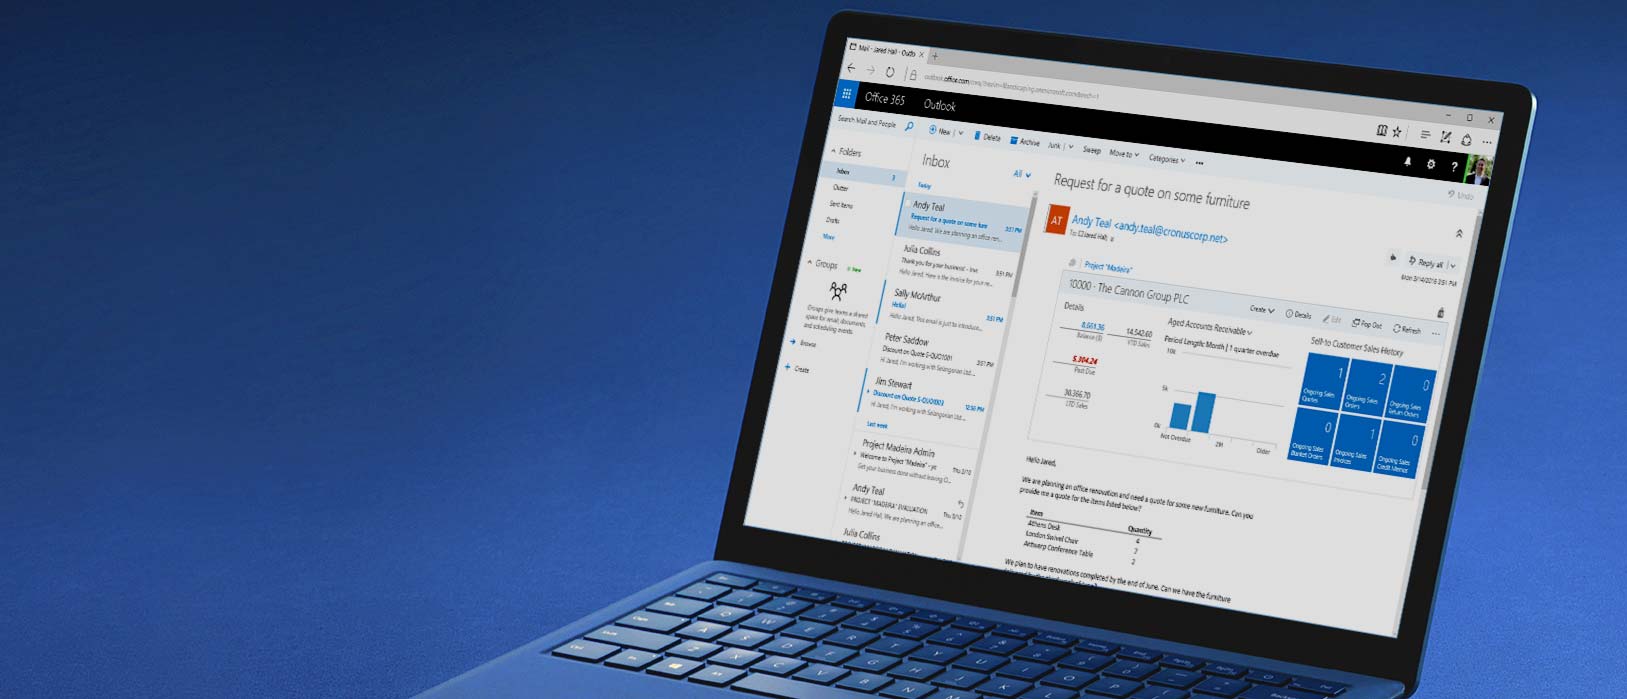 Mail - Jared Hall - Outlo
Office 365
Outlook
Search Mail and People
New
Delete
Archive
Junk
Sweep
Move to
Categories
Undo
Folders
Inbox 3
Clutter
Sent Items
Drafts
More
Groups
New
Groups give teams a shared
space for email, documents,
and scheduling events.
Browse
Create
Inbox
All
Today
Andy Teal
Request for a quote on some furni 3:51 PM
Hello Jared, We are planning an office ren...
Julia Collins
Thank you for your business! - Inv 3:51 PM
Hello Jared, Here is the invoice for your re...
Sally McArthur
Hello! 3:51 PM
Hello Jared, This email is just to introduce...
Peter Saddow
Discount on Quote S-QUO1001 3:51 PM
Hi Jared, I'm working with Selangorian Ltd...
Jim Stewart
Discount on Quote S-QUO1003 12:50 PM
Hi Jared, I'm working with Selangorian Ltd...
Last week
Project Madeira Admin
Welcome to Project "Madeira" - yo Thu 3/10
Get your business done without leaving O...
Andy Teal
PROJECT "MADEIRA" EVALUATION Thu 3/10
Hello Jared Hall, We are planning an office...
Julia Collins
Request for a quote on some furniture
AT
Andy Teal <andy.teal@cronuscorp.net>
To: Jared Hall
Reply all
Mon 3/14/2016 3:51 PM
Project "Madeira"
10000 · The Cannon Group PLC
Create
Details
Edit
Pop Out
Refresh
Details
8,661.36
Balance ($)
14,542.60
YTD Sales
5,304.24
Past Due
30,366.70
LTD Sales
Aged Accounts Receivable
Period Length: Month | 1 quarter overdue
10k
5k
0k
Not Overdue
2M
Older
Sell-to Customer Sales History
1
Ongoing Sales
Quotes
2
Ongoing Sales
Orders
0
Ongoing Sales
Return Orders
0
Ongoing Sales
Blanket Orders
1
Ongoing Sales
Invoices
0
Ongoing Sales
Credit Memos
Hello Jared,
We are planning an office renovation and need a quote for some new furniture. Can you
provide me a quote for the items listed below?
Item Quantity
Athens Desk 4
London Swivel Chair 2
Antwerp Conference Table 2
We plan to have renovations completed by the end of June. Can we have the furniture